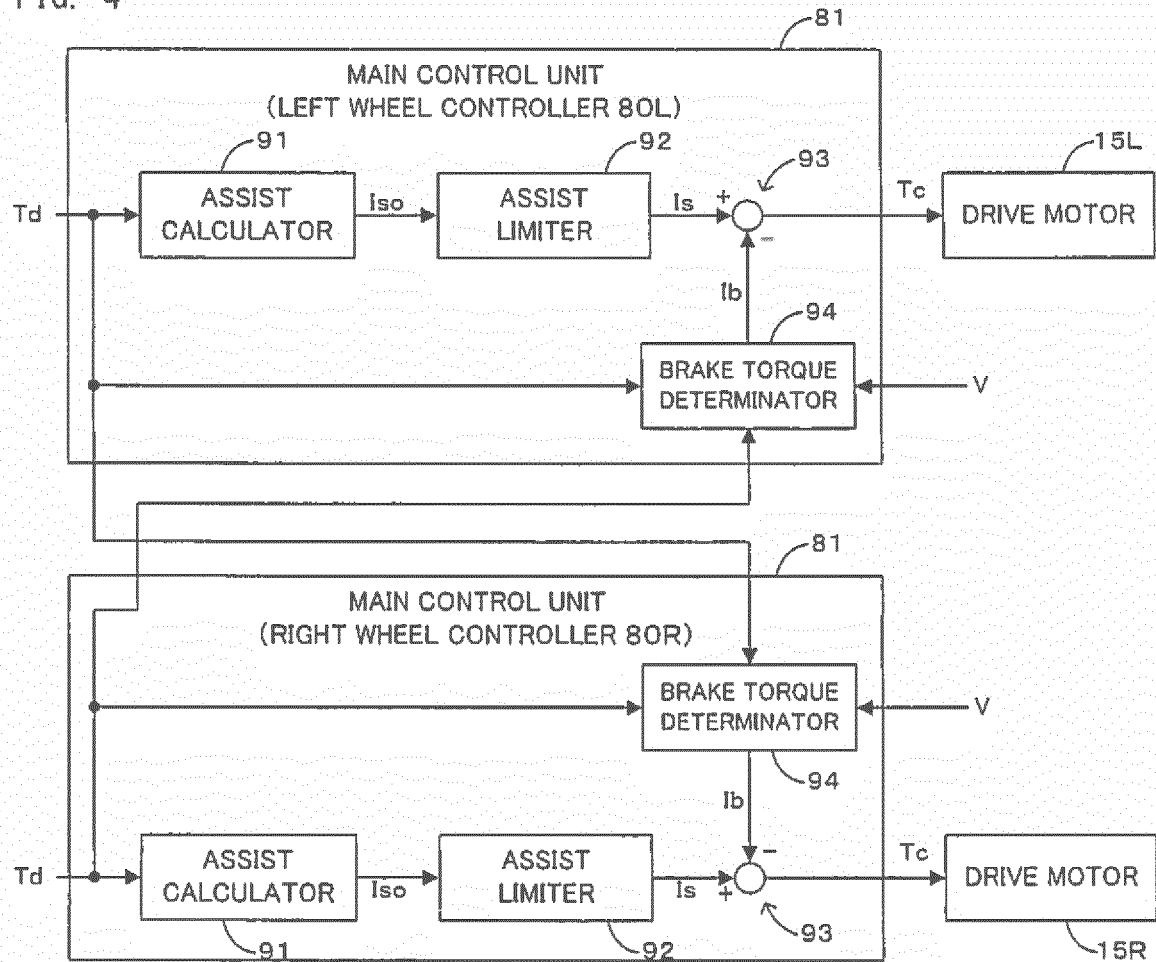 FIG. 4
81
MAIN CONTROL UNIT
(LEFT WHEEL CONTROLLER 80L)
91
92
93
15L
Td
ASSIST
CALCULATOR
Iso
ASSIST
LIMITER
Is
+
−
Tc
DRIVE MOTOR
Ib
94
BRAKE TORQUE
DETERMINATOR
V
81
MAIN CONTROL UNIT
(RIGHT WHEEL CONTROLLER 80R)
BRAKE TORQUE
DETERMINATOR
V
94
Ib
Td
ASSIST
CALCULATOR
Iso
ASSIST
LIMITER
Is
+
−
Tc
DRIVE MOTOR
91
92
93
15R